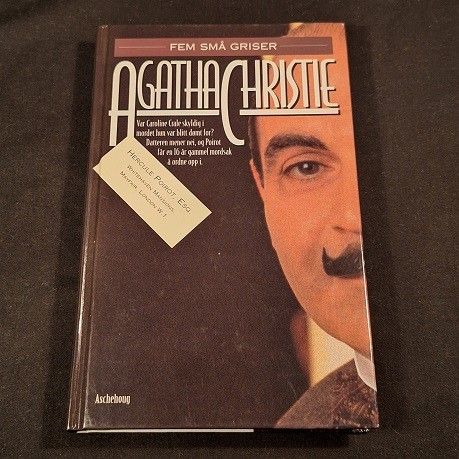 FEM SMÅ GRISER
AGATHA CHRISTIE
Var Caroline Crale skyldig i
mordet hun var blitt dømt for?
Datteren mener nei, og Poirot
får en 16 år gammel mordsak
å ordne opp i.
HERCULE POIROT, ESQ.
WHITEHAVEN MANSIONS,
MAYFAIR, LONDON W 1
Aschehoug